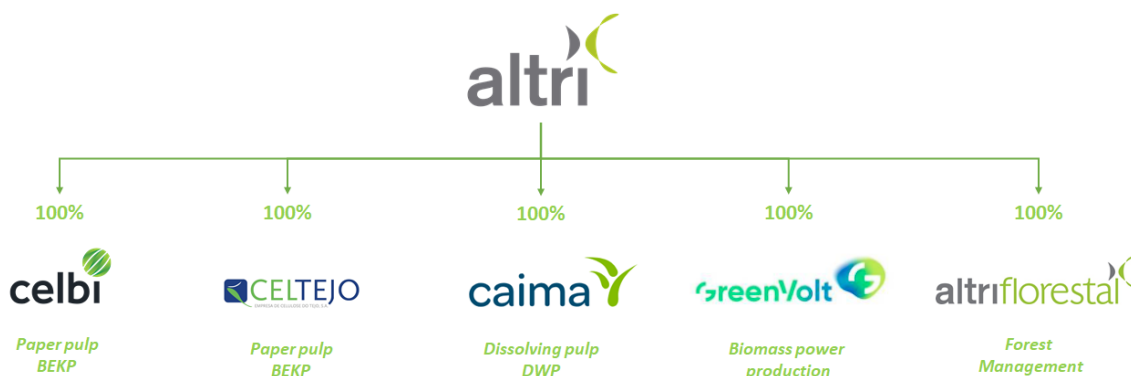 altri
100% 100% 100% 100% 100%
celbi CELTEJO caima GreenVolt altriflorestal
Paper pulp Paper pulp Dissolving pulp Biomass power Forest
BEKP BEKP DWP production Management